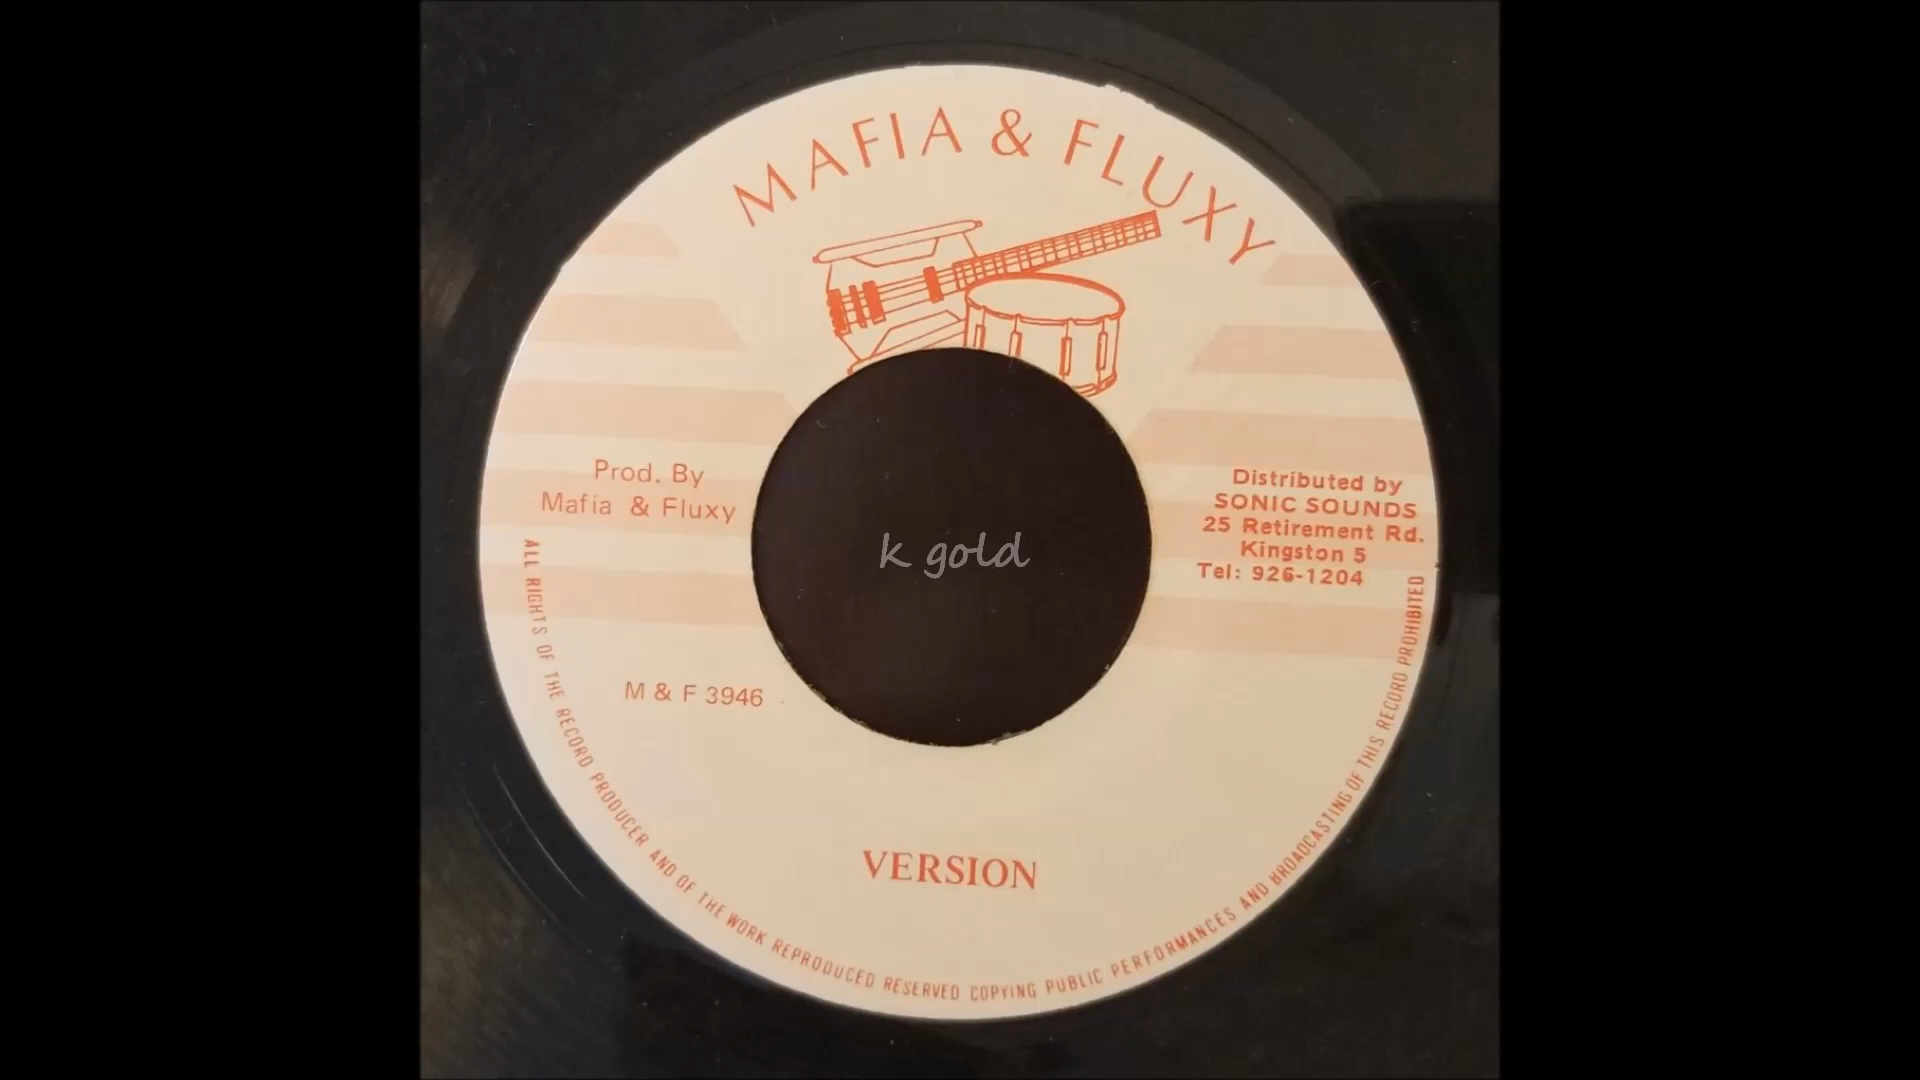 MAFIA & FLUXY
Prod. By
Mafia & Fluxy
Distributed by
SONIC SOUNDS
25 Retirement Rd.
Kingston 5
Tel: 926-1204
k gold
M & F 3946
VERSION
ALL RIGHTS OF THE RECORD PRODUCER AND OF THE WORK REPRODUCED RESERVED COPYING PUBLIC PERFORMANCES AND BROADCASTING OF THIS RECORD PROHIBITED